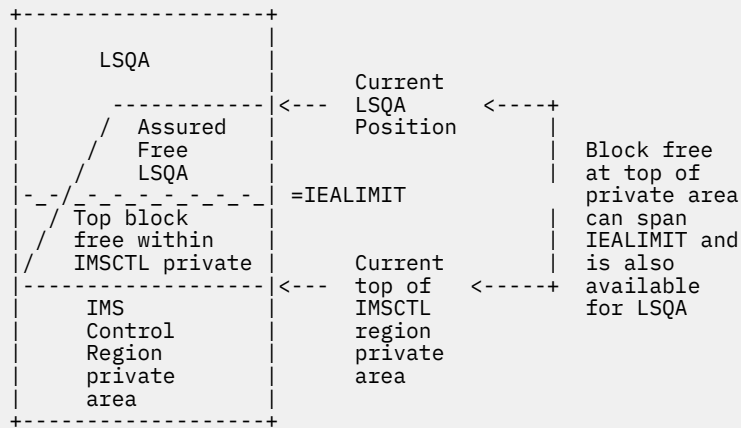 LSQA
Current
LSQA
Position
Assured
Free
LSQA
=IEALIMIT
Block free
at top of
private area
can span
IEALIMIT and
is also
available
for LSQA
Top block
free within
IMSCTL private
Current
top of
IMSCTL
region
private
area
IMS
Control
Region
private
area